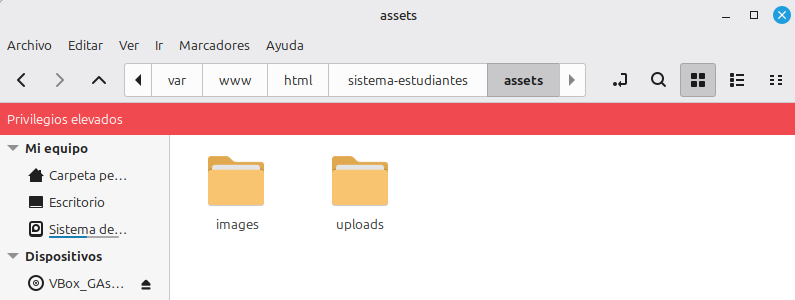 assets
Archivo Editar Ver Ir Marcadores Ayuda
var www html sistema-estudiantes assets
Privilegios elevados
Mi equipo
Carpeta pe...
Escritorio
Sistema de...
Dispositivos
VBox_GAs...
images uploads